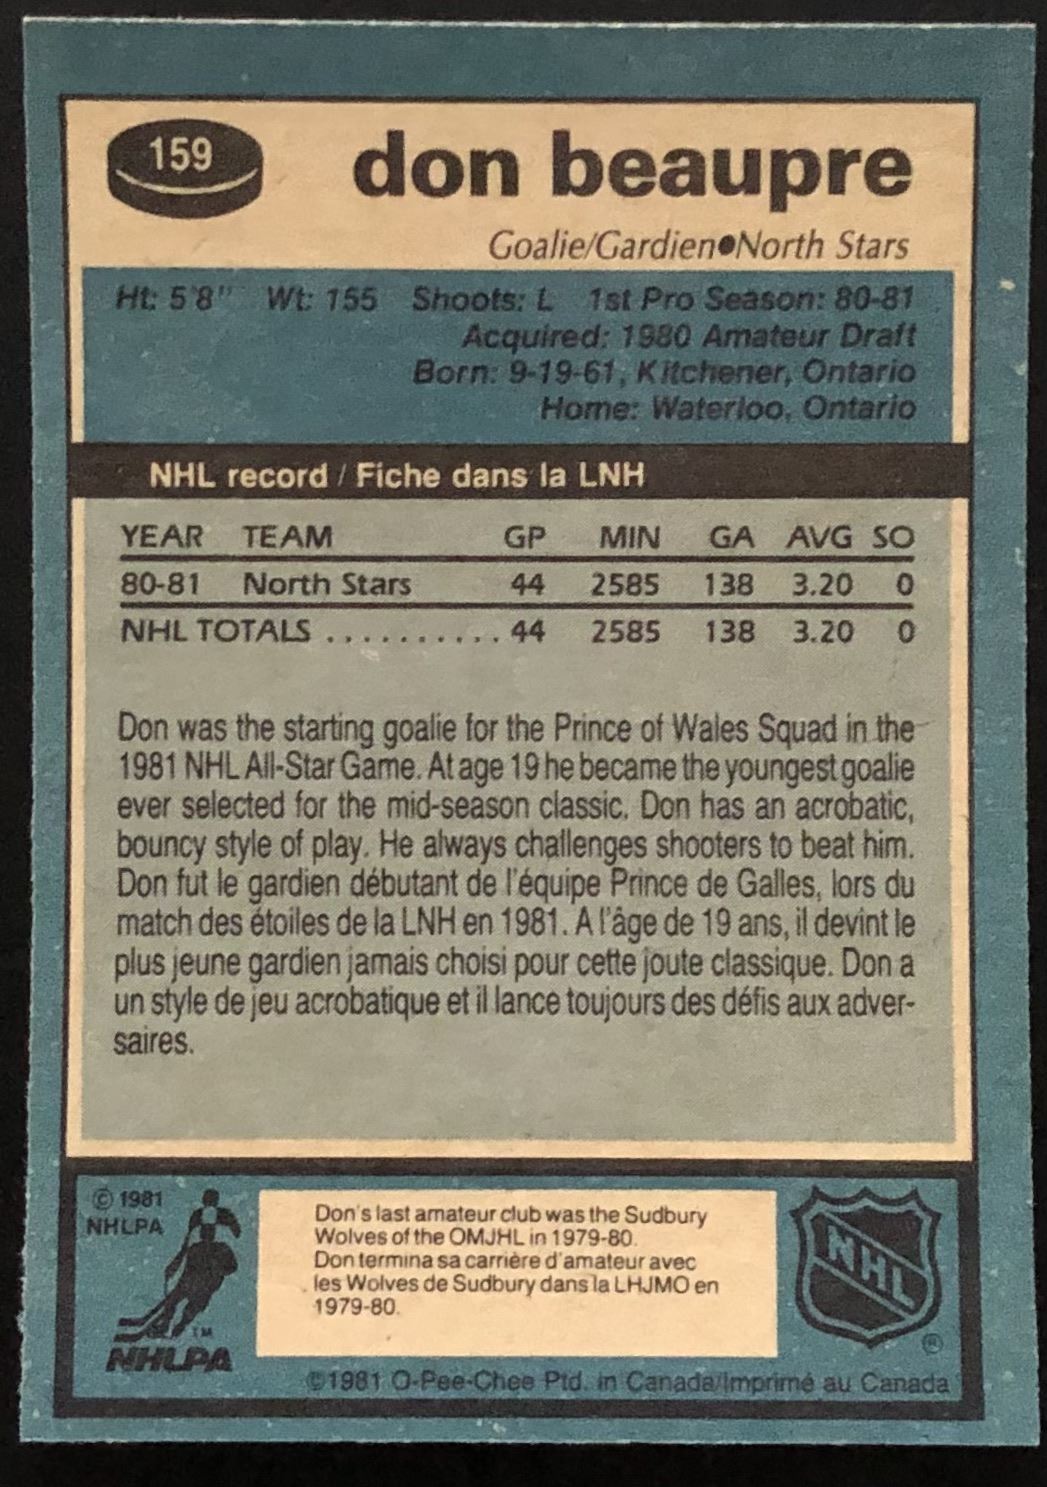 159
don beaupre
Goalie/Gardien●North Stars
Ht: 5'8" Wt: 155 Shoots: L 1st Pro Season: 80-81
Acquired: 1980 Amateur Draft
Born: 9-19-61, Kitchener, Ontario
Home: Waterloo, Ontario
NHL record / Fiche dans la LNH
YEAR TEAM GP MIN GA AVG SO
80-81 North Stars 44 2585 138 3.20 0
NHL TOTALS .......... 44 2585 138 3.20 0
Don was the starting goalie for the Prince of Wales Squad in the
1981 NHL All-Star Game. At age 19 he became the youngest goalie
ever selected for the mid-season classic. Don has an acrobatic,
bouncy style of play. He always challenges shooters to beat him.
Don fut le gardien débutant de l'équipe Prince de Galles, lors du
match des étoiles de la LNH en 1981. A l'âge de 19 ans, il devint le
plus jeune gardien jamais choisi pour cette joute classique. Don a
un style de jeu acrobatique et il lance toujours des défis aux adver-
saires.
© 1981
NHLPA
TM
NHLPA
Don's last amateur club was the Sudbury
Wolves of the OMJHL in 1979-80.
Don termina sa carrière d'amateur avec
les Wolves de Sudbury dans la LHJMO en
1979-80.
NHL
®
©1981 O-Pee-Chee Ptd. in Canada/Imprimé au Canada